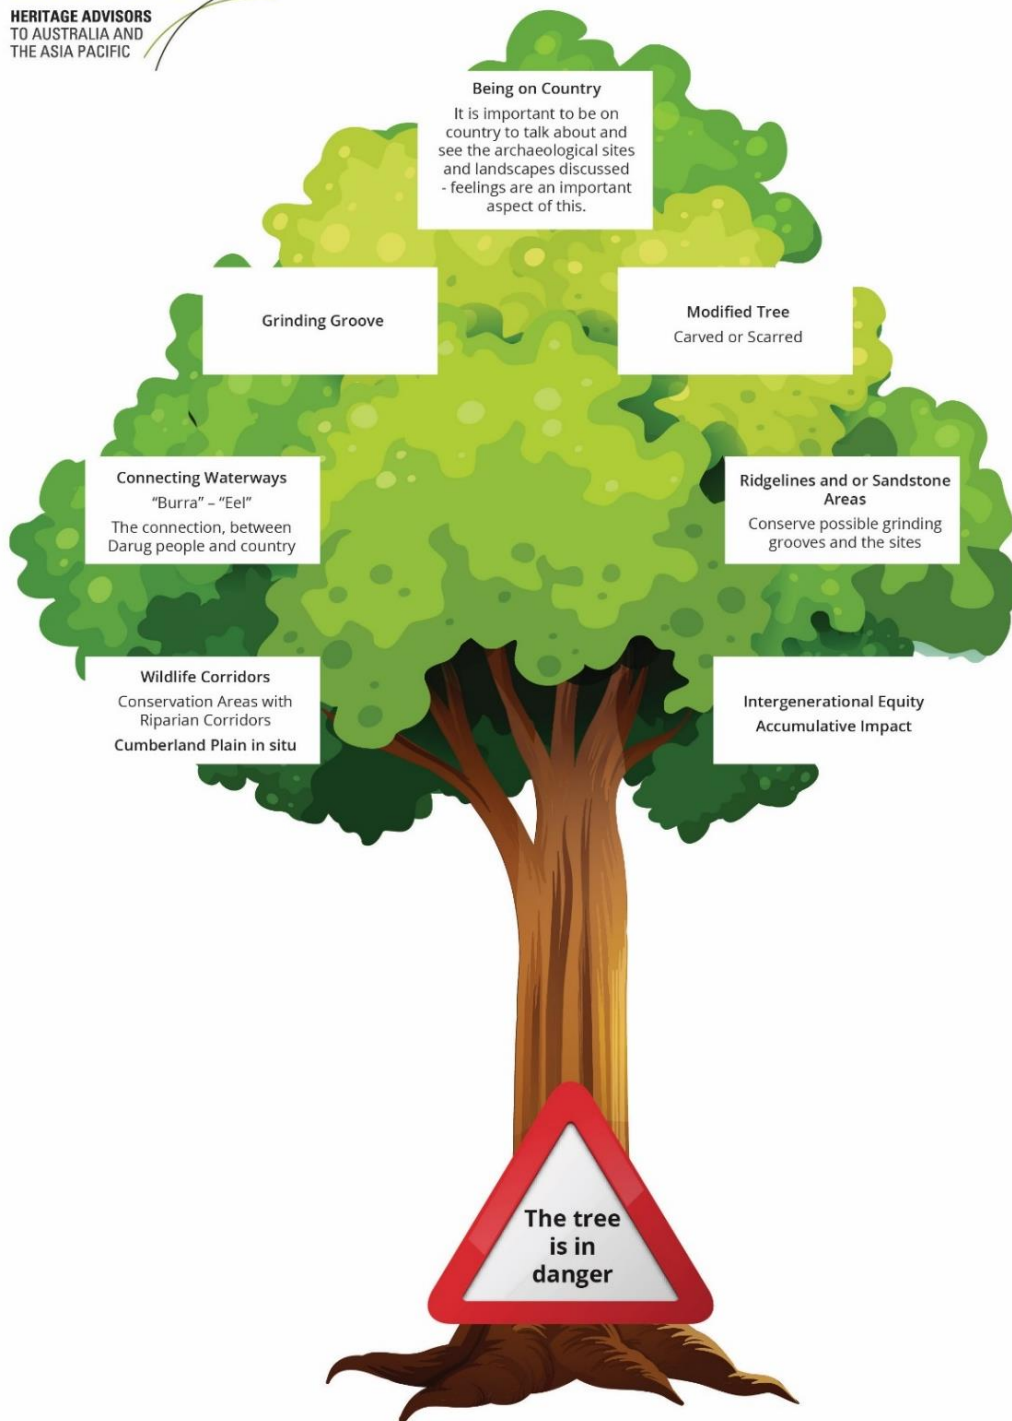 HERITAGE ADVISORS
TO AUSTRALIA AND
THE ASIA PACIFIC
Being on Country
It is important to be on
country to talk about and
see the archaeological sites
and landscapes discussed
- feelings are an important
aspect of this.
Grinding Groove
Modified Tree
Carved or Scarred
Connecting Waterways
“Burra” – “Eel”
The connection, between
Darug people and country
Ridgelines and or Sandstone
Areas
Conserve possible grinding
grooves and the sites
Wildlife Corridors
Conservation Areas with
Riparian Corridors
Cumberland Plain in situ
Intergenerational Equity
Accumulative Impact
The tree
is in
danger